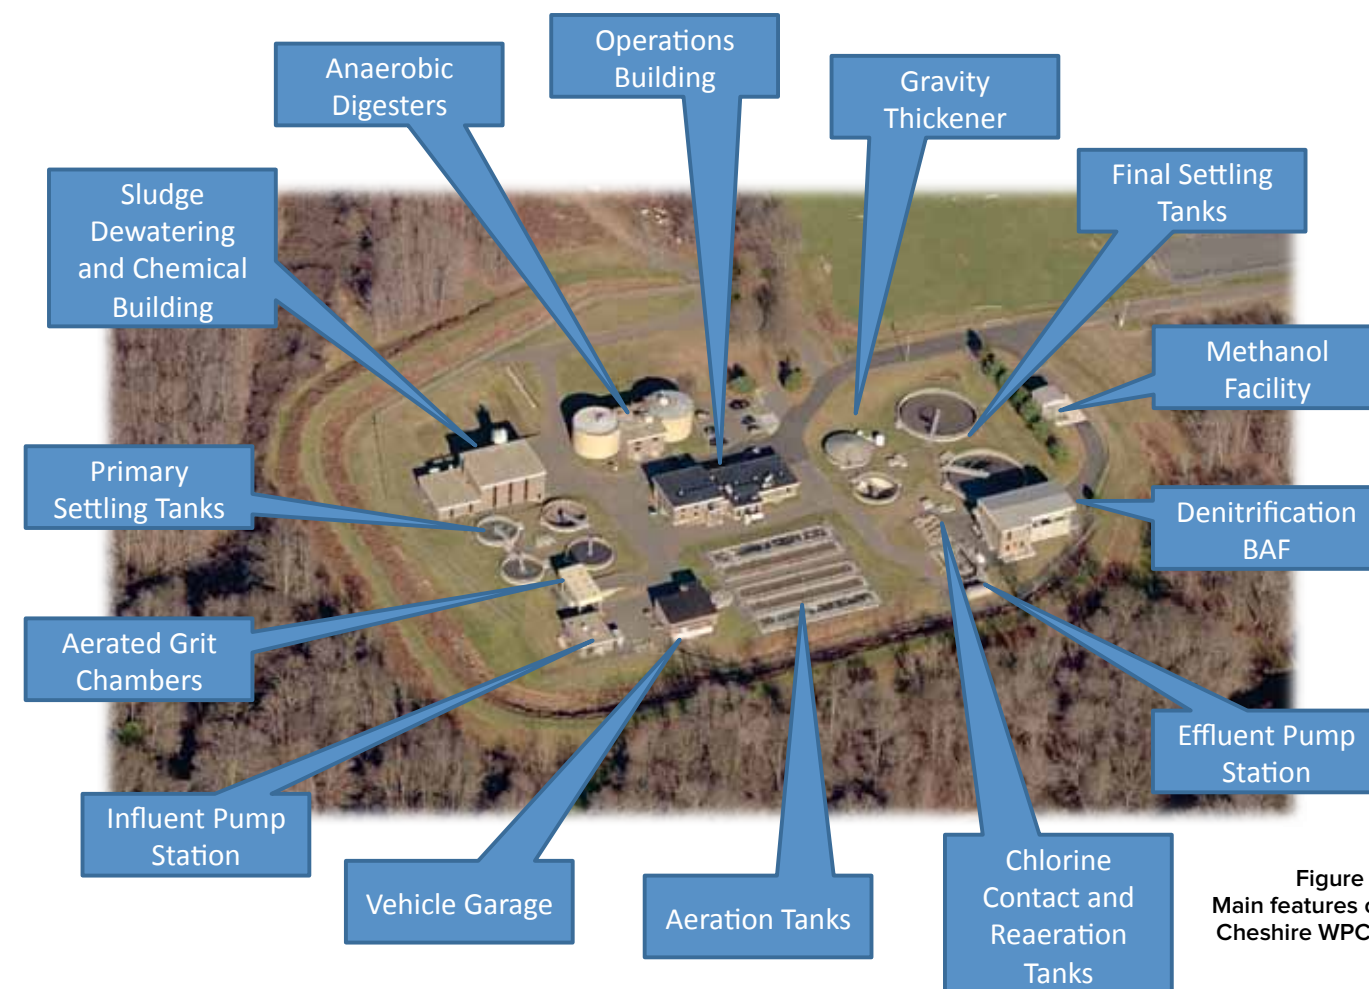 Operations
Building
Anaerobic
Digesters
Gravity
Thickener
Final Settling
Tanks
Sludge
Dewatering
and Chemical
Building
Methanol
Facility
Primary
Settling Tanks
Denitrification
BAF
Aerated Grit
Chambers
Effluent Pump
Station
Influent Pump
Station
Vehicle Garage
Aeration Tanks
Chlorine
Contact and
Reaeration
Tanks
Figure
Main features
Cheshire WPC